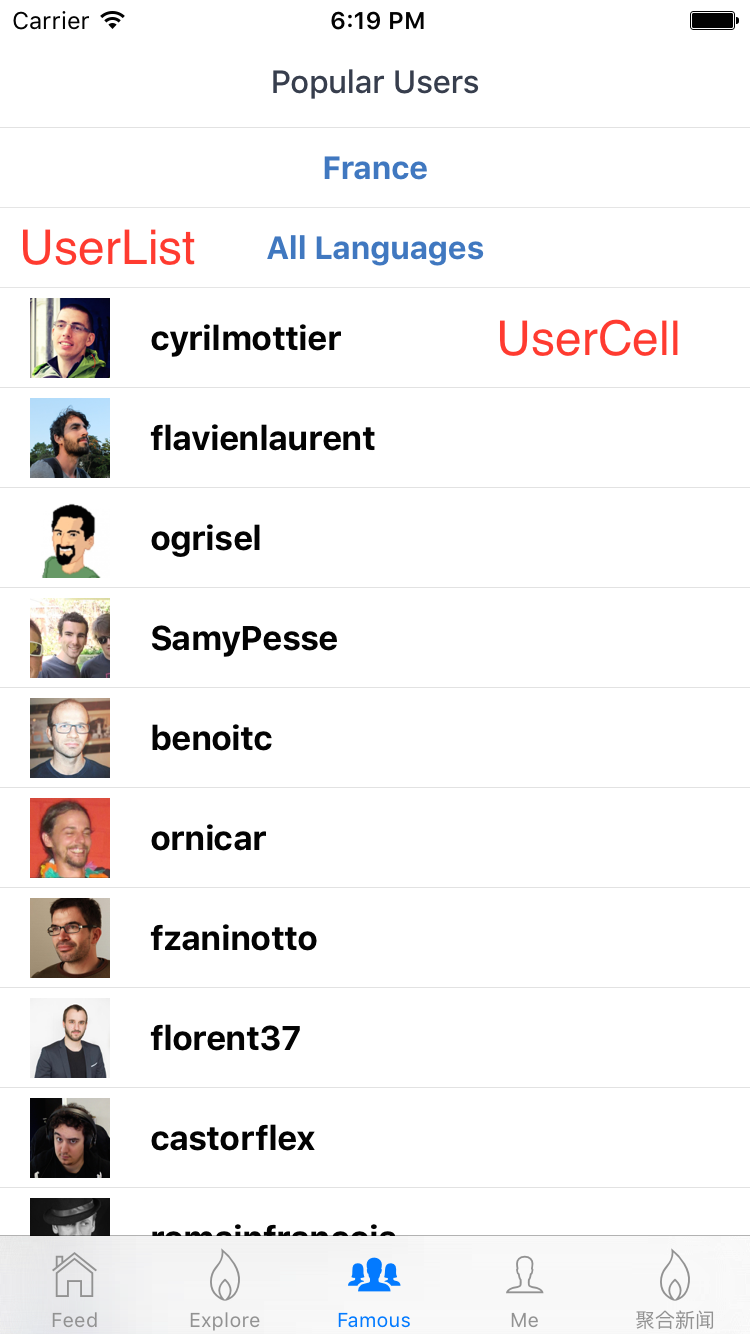 Carrier 6:19 PM
Popular Users
France
UserList All Languages
cyrilmottier UserCell
flavienlaurent
ogrisel
SamyPesse
benoitc
ornicar
fzaninotto
florent37
castorflex
romainfrancois
Feed Explore Famous Me 聚合新闻